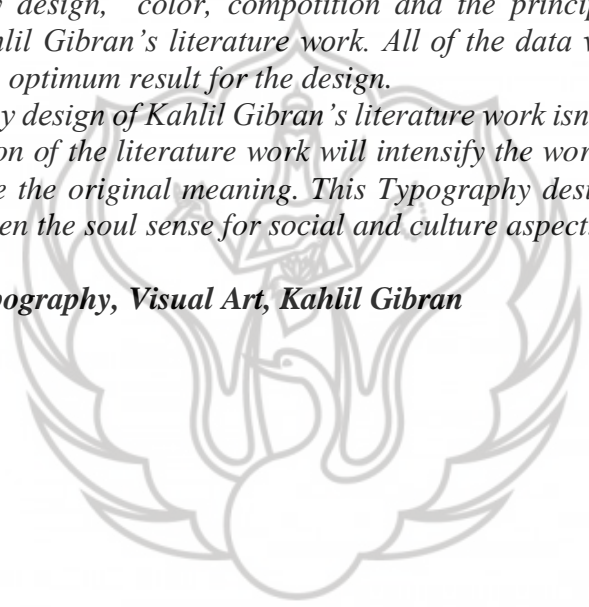 design, color, compotition and the princip
hlil Gibran's literature work. All of the data
optimum result for the design.
y design of Kahlil Gibran's literature work isn
on of the literature work will intensify the wor
e the original meaning. This Typography desi
en the soul sense for social and culture aspect.
pography, Visual Art, Kahlil Gibran